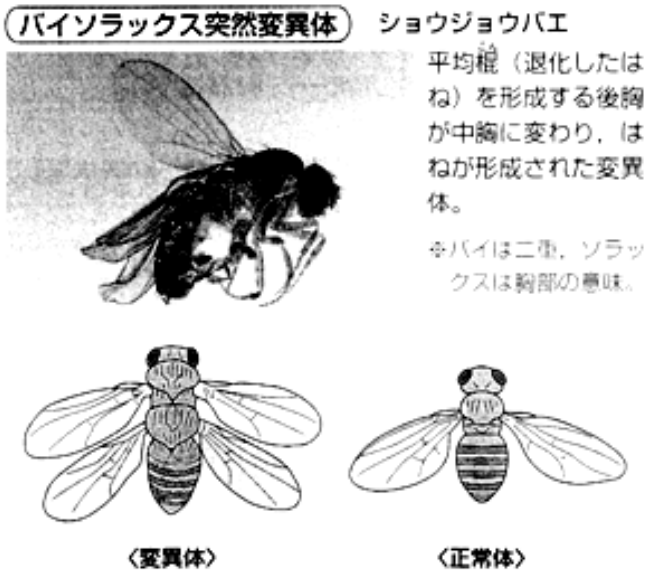 バイソラックス突然変異体
ショウジョウバエ
平均棍（退化したは
ね）を形成する後胸
が中胸に変わり，は
ねが形成された変異
体。
※バイは二重，ソラッ
クスは胸部の意味。
〈変異体〉
〈正常体〉